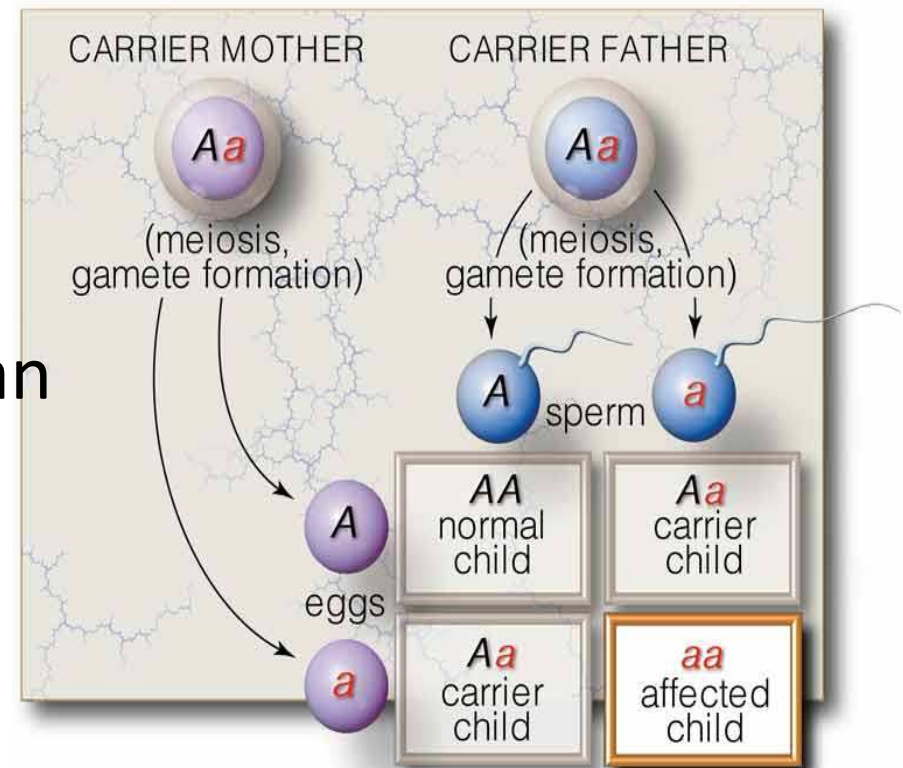 CARRIER MOTHER
CARRIER FATHER
Aa
Aa
(meiosis,
gamete formation)
(meiosis,
gamete formation)
A
sperm
a
A
eggs
a
AA
normal
child
Aa
carrier
child
Aa
carrier
child
aa
affected
child